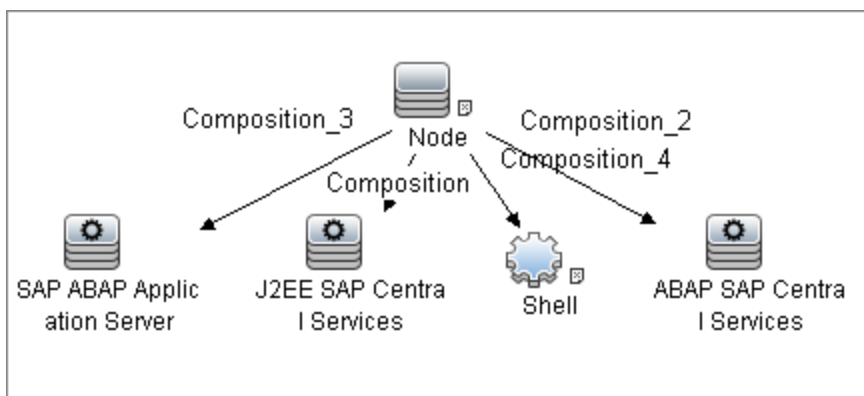 Composition_3
Composition_2
Node
Composition_4
Composition
SAP ABAP Applic
ation Server
J2EE SAP Centra
l Services
Shell
ABAP SAP Centra
l Services